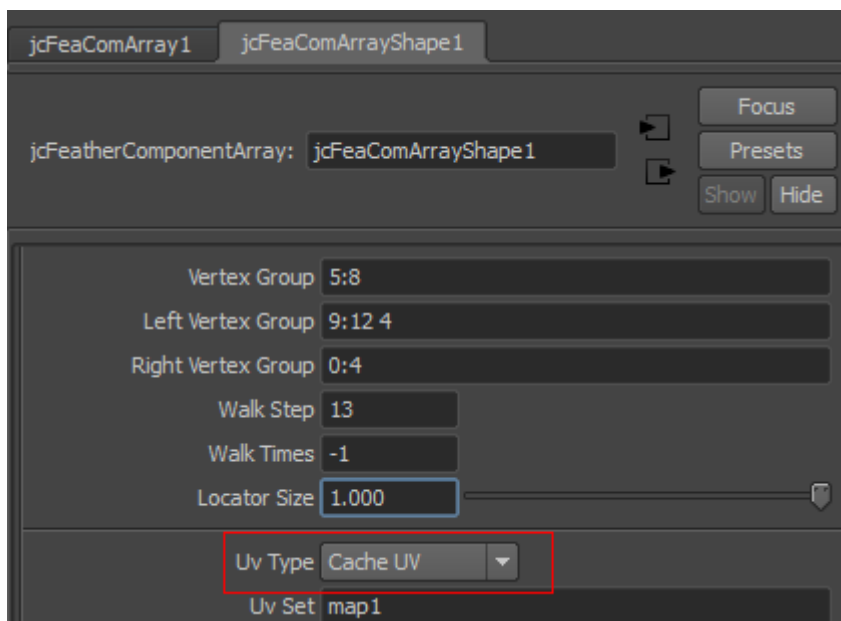 jcFeaComArray1 jcFeaComArrayShape1
Focus
jcFeatherComponentArray: jcFeaComArrayShape1 Presets
Show Hide
Vertex Group 5:8
Left Vertex Group 9:12 4
Right Vertex Group 0:4
Walk Step 13
Walk Times -1
Locator Size 1.000
Uv Type Cache UV
Uv Set map1